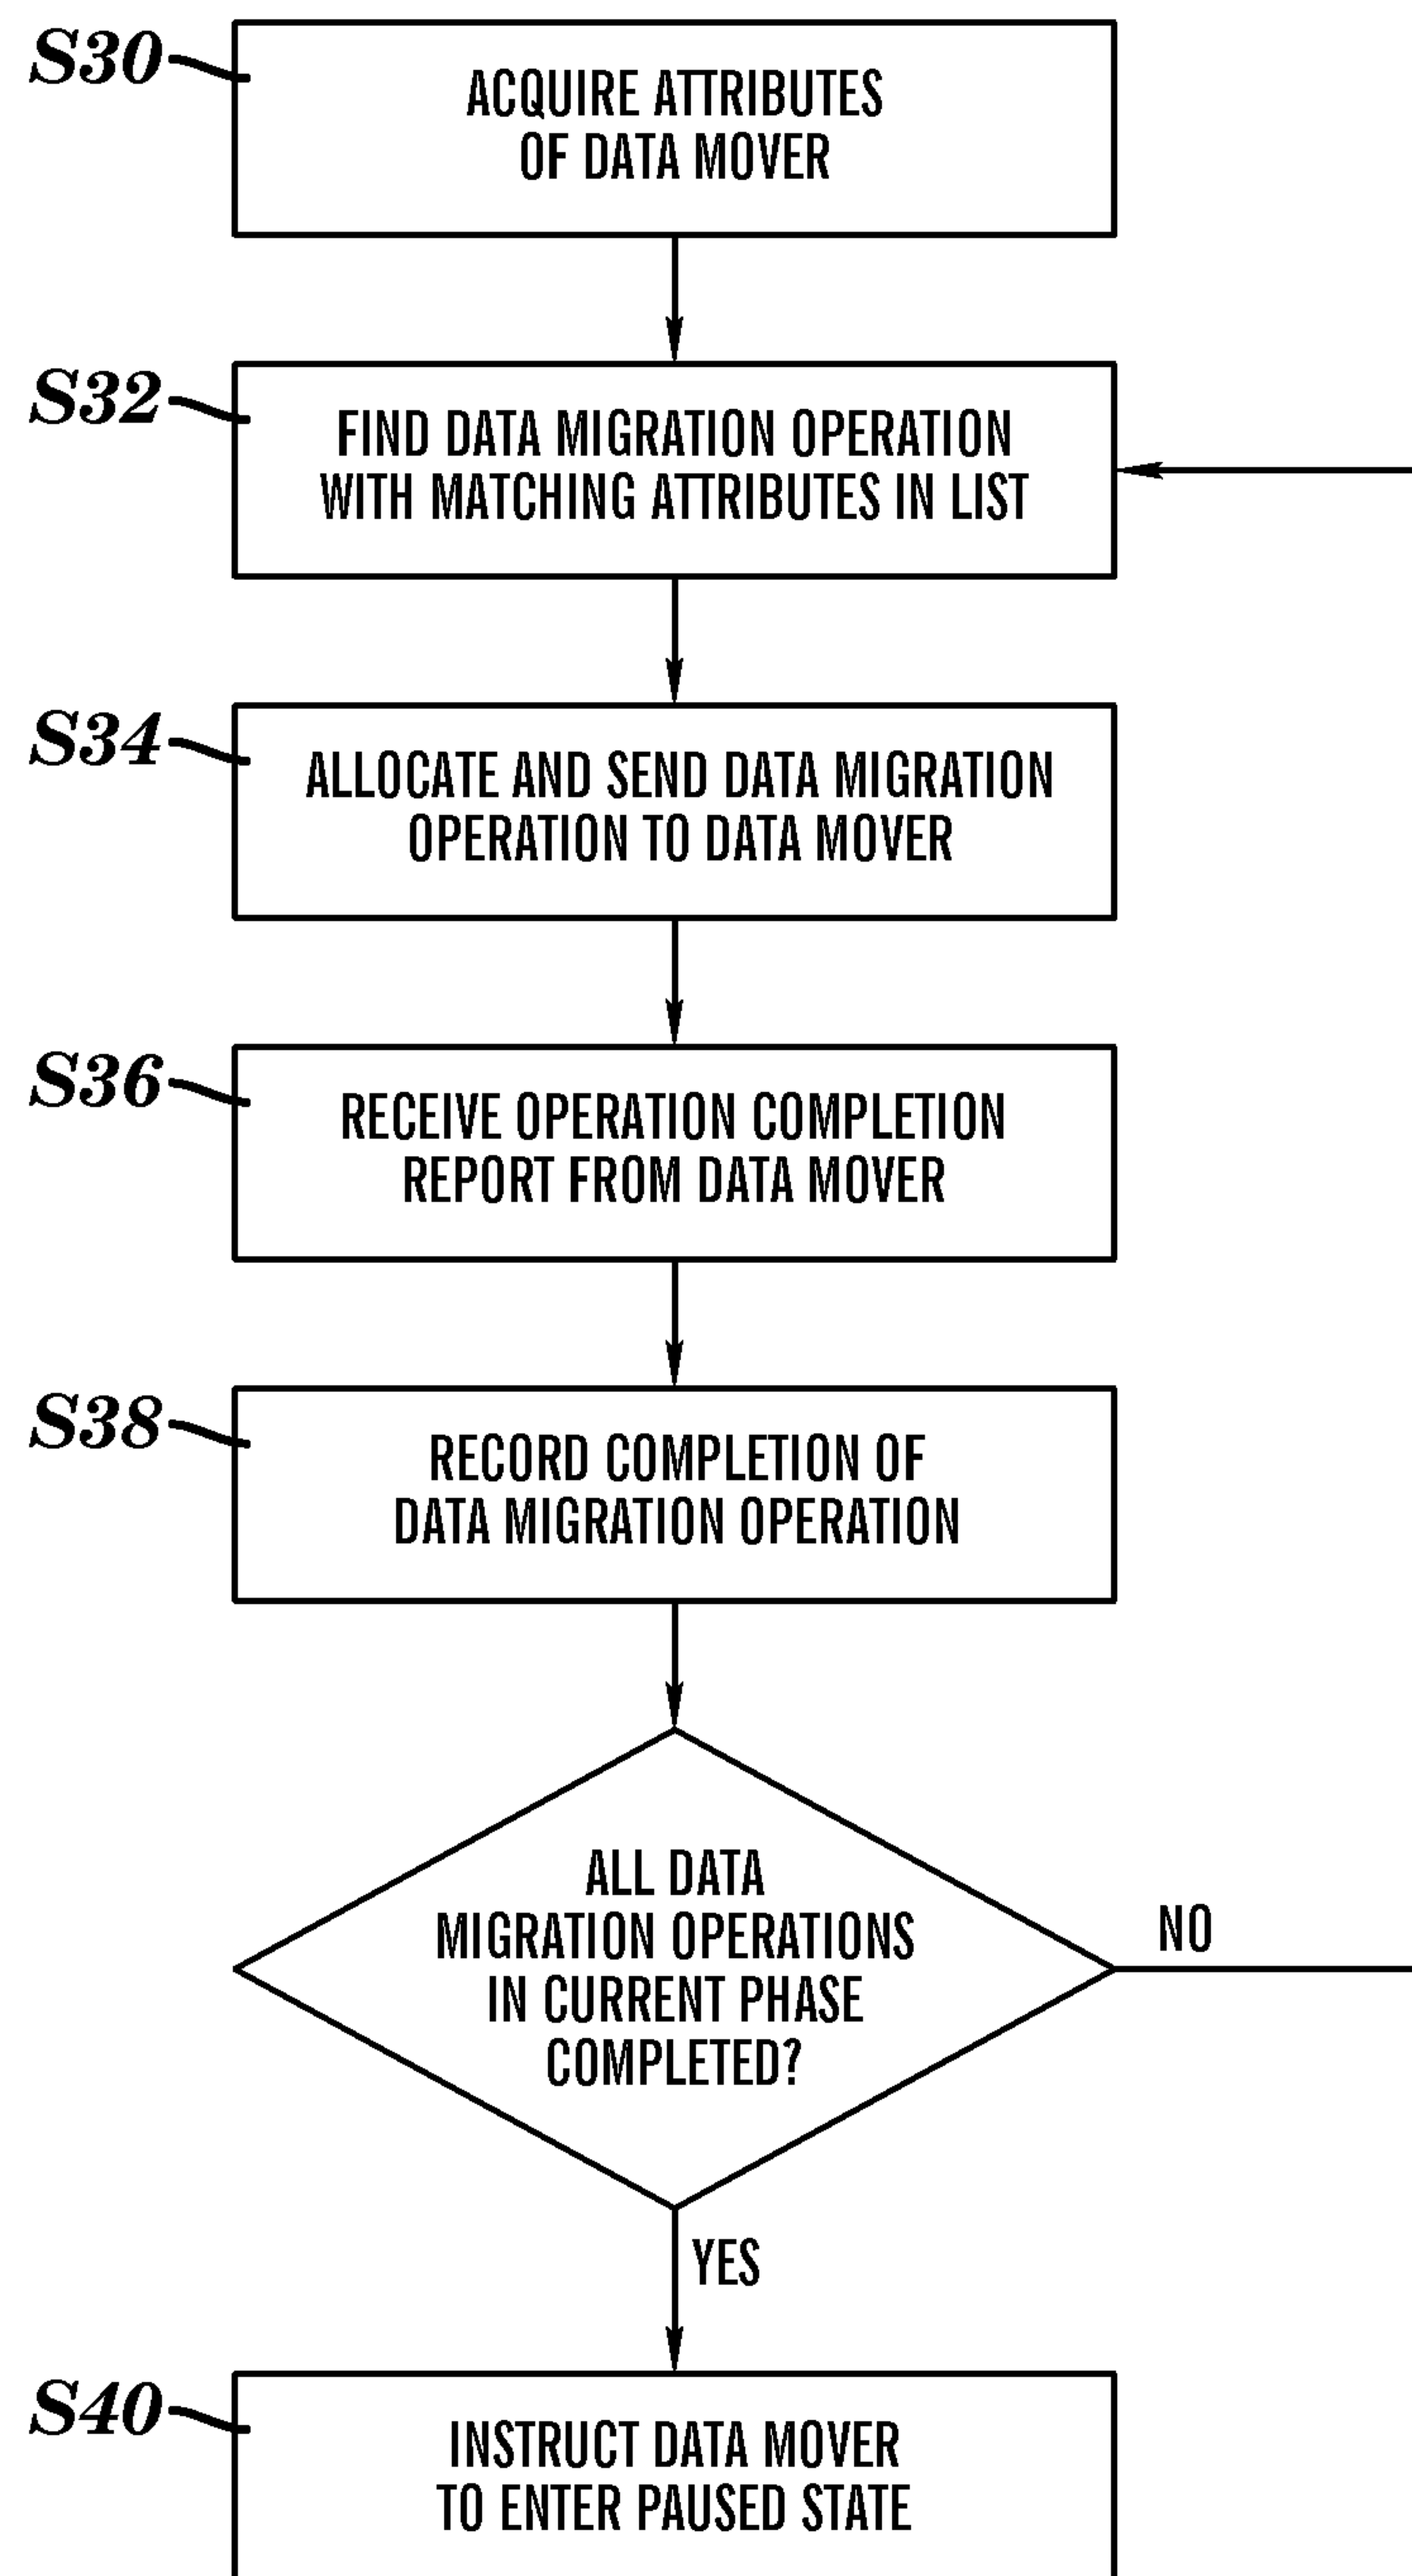 S30
ACQUIRE ATTRIBUTES
OF DATA MOVER
S32
FIND DATA MIGRATION OPERATION
WITH MATCHING ATTRIBUTES IN LIST
S34
ALLOCATE AND SEND DATA MIGRATION
OPERATION TO DATA MOVER
S36
RECEIVE OPERATION COMPLETION
REPORT FROM DATA MOVER
S38
RECORD COMPLETION OF
DATA MIGRATION OPERATION
ALL DATA
MIGRATION OPERATIONS
IN CURRENT PHASE
COMPLETED?
NO
YES
S40
INSTRUCT DATA MOVER
TO ENTER PAUSED STATE